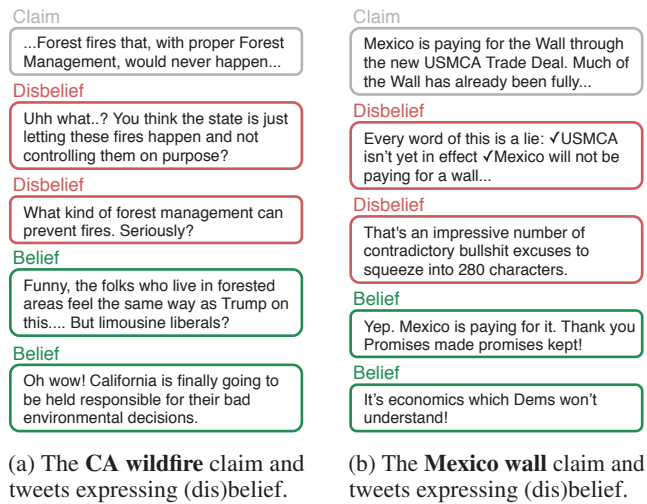 Claim
...Forest fires that, with proper Forest
Management, would never happen...
Disbelief
Uhh what..? You think the state is just
letting these fires happen and not
controlling them on purpose?
Disbelief
What kind of forest management can
prevent fires. Seriously?
Belief
Funny, the folks who live in forested
areas feel the same way as Trump on
this.... But limousine liberals?
Belief
Oh wow! California is finally going to
be held responsible for their bad
environmental decisions.
(a) The CA wildfire claim and
tweets expressing (dis)belief.
Claim
Mexico is paying for the Wall through
the new USMCA Trade Deal. Much of
the Wall has already been fully...
Disbelief
Every word of this is a lie: ✓USMCA
isn't yet in effect ✓Mexico will not be
paying for a wall...
Disbelief
That's an impressive number of
contradictory bullshit excuses to
squeeze into 280 characters.
Belief
Yep. Mexico is paying for it. Thank you
Promises made promises kept!
Belief
It's economics which Dems won't
understand!
(b) The Mexico wall claim and
tweets expressing (dis)belief.